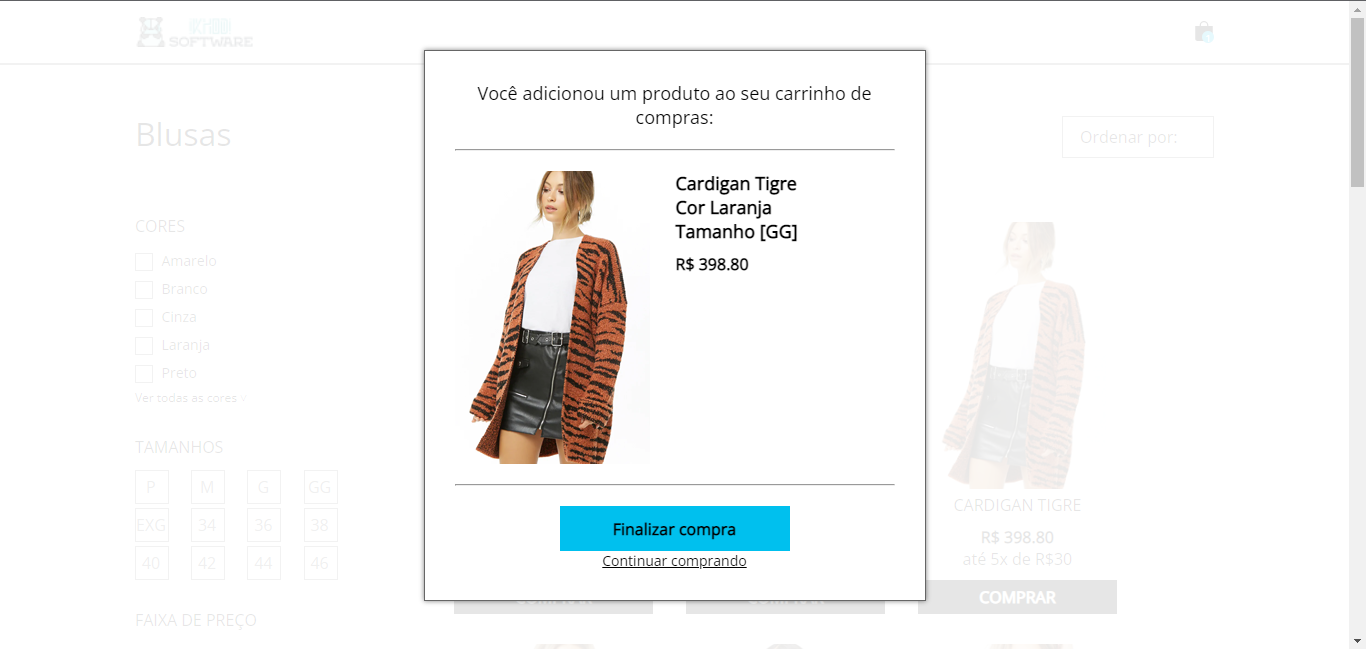 SOFTWARE
Você adicionou um produto ao seu carrinho de
compras:
Blusas
Ordenar por:
Cardigan Tigre
Cor Laranja
Tamanho [GG]
R$ 398.80
CORES
Amarelo
Branco
Cinza
Laranja
Preto
Ver todas as cores
TAMANHOS
P M G GG
EXG 34 36 38
40 42 44 46
FAIXA DE PREÇO
Finalizar compra
Continuar comprando
CARDIGAN TIGRE
R$ 398.80
até 5x de R$30
COMPRAR